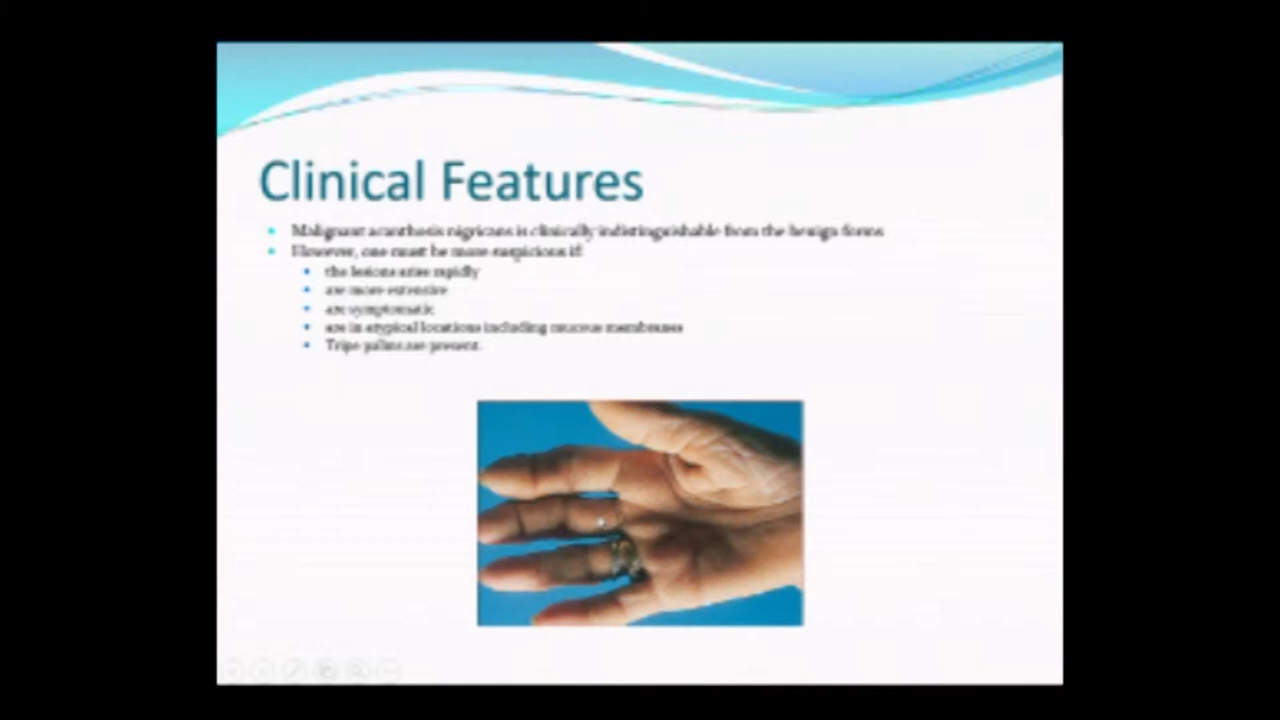 Clinical Features
Malignant acanthosis nigricans is clinically indistinguishable from the benign forms
However, one must be more suspicious if:
the lesions arise rapidly
are more extensive
are symptomatic
are in atypical locations including mucous membranes
Tripe palms are present.